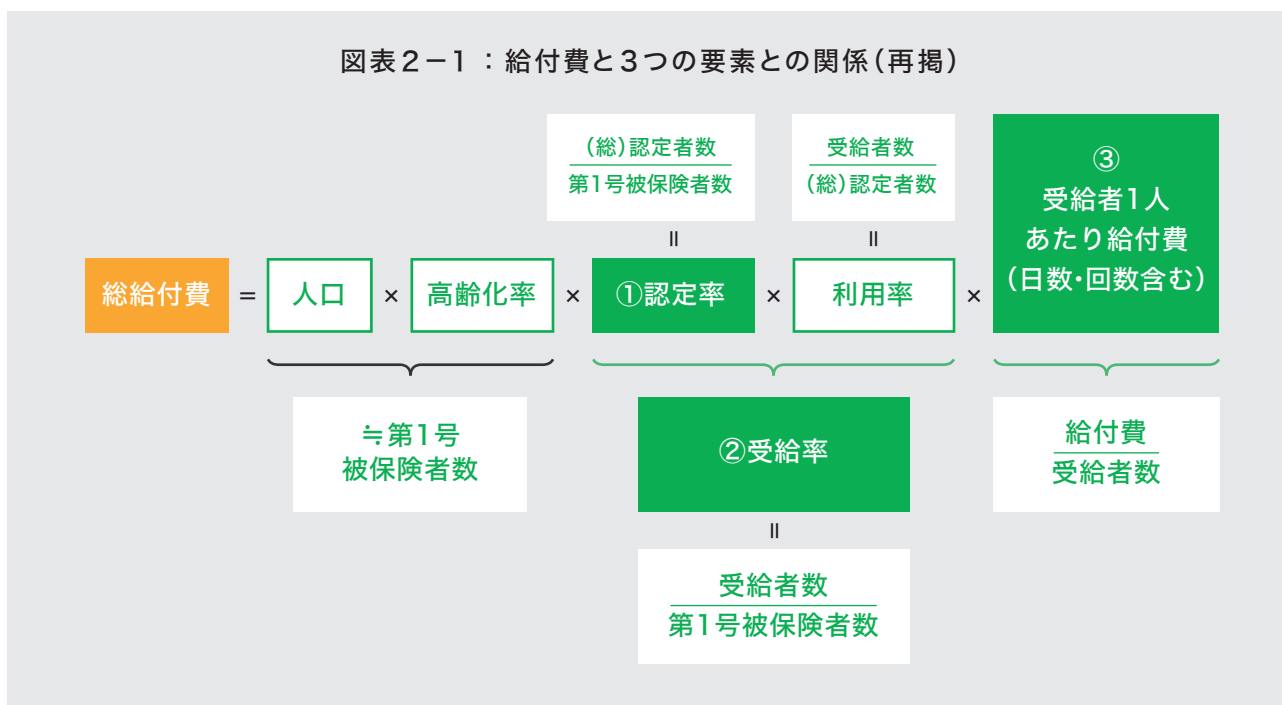 図表2－1：給付費と3つの要素との関係（再掲）
（総）認定者数
第1号被保険者数
=
受給者数
（総）認定者数
=
③
受給者1人
あたり給付費
（日数・回数含む）
総給付費 = 人口 × 高齢化率 × ①認定率 × 利用率 ×
≒第1号
被保険者数
②受給率
=
受給者数
第1号被保険者数
給付費
受給者数